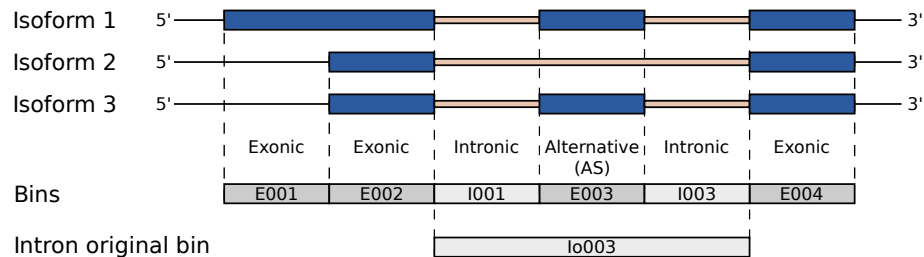 Isoform 1 5' 3'
Isoform 2 5' 3'
Isoform 3 5' 3'
Exonic Exonic Intronic Alternative Intronic Exonic
(AS)
Bins E001 E002 I001 E003 I003 E004
Intron original bin Io003